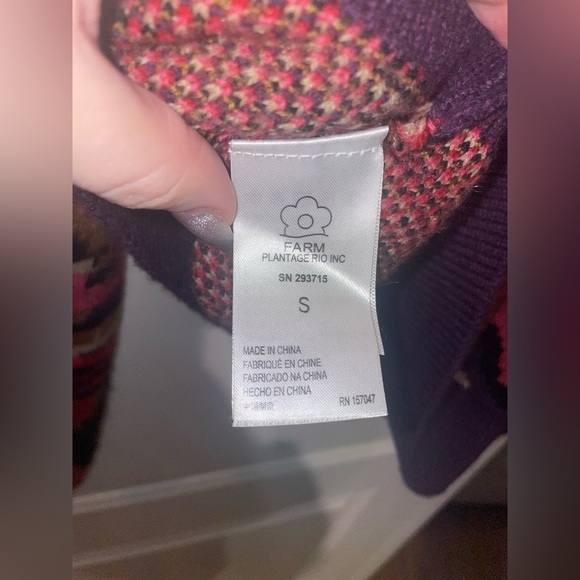 FARM
PLANTAGE RIO INC
SN 293715
S
MADE IN CHINA
FABRIQUÉ EN CHINE
FABRICADO NA CHINA
HECHO EN CHINA
RN 157047